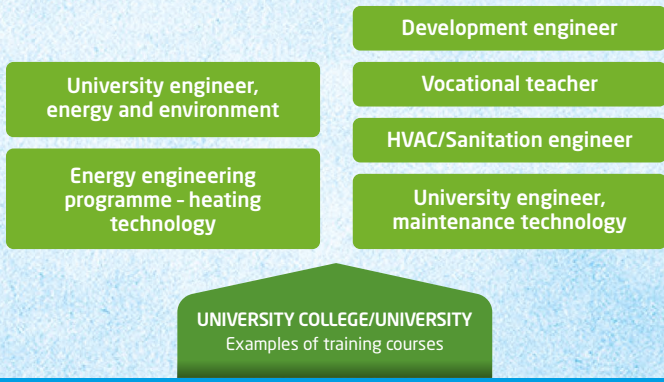 University engineer,
energy and environment
Energy engineering
programme – heating
technology
Development engineer
Vocational teacher
HVAC/Sanitation engineer
University engineer,
maintenance technology
UNIVERSITY COLLEGE/UNIVERSITY
Examples of training courses